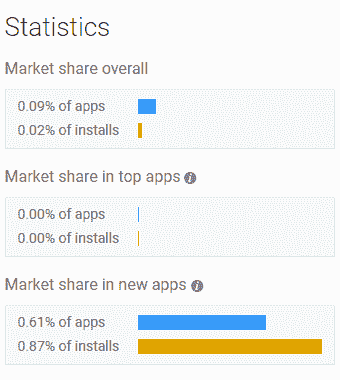 Statistics
Market share overall
0.09% of apps
0.02% of installs
Market share in top apps
0.00% of apps
0.00% of installs
Market share in new apps
0.61% of apps
0.87% of installs